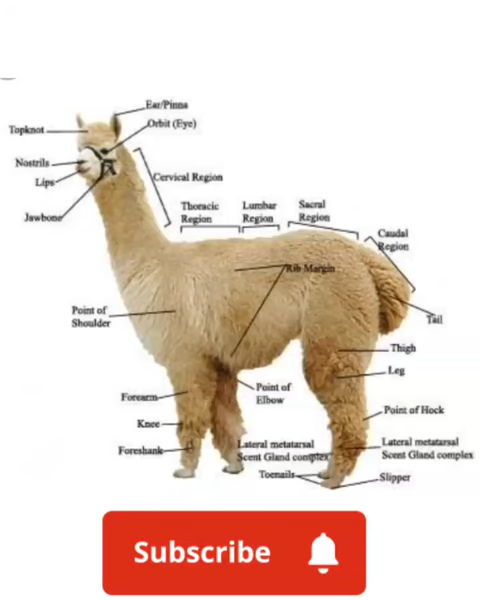 Ear/Pinna
Topknot
Orbit (Eye)
Nostrils
Lips
Cervical Region
Jawbone
Thoracic
Region
Lumbar
Region
Sacral
Region
Caudal
Region
Rib Margin
Point of
Shoulder
Tail
Thigh
Leg
Point of
Elbow
Forearm
Point of Hock
Knee
Foreshank
Lateral metatarsal
Scent Gland complex
Lateral metatarsal
Scent Gland complex
Toenails
Slipper
Subscribe